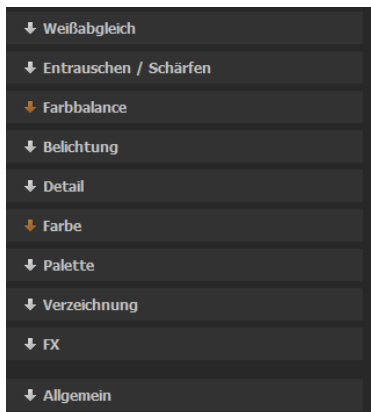 Weißabgleich
Entrauschen / Schärfen
Farbbalance
Belichtung
Detail
Farbe
Palette
Verzeichnung
FX
Allgemein